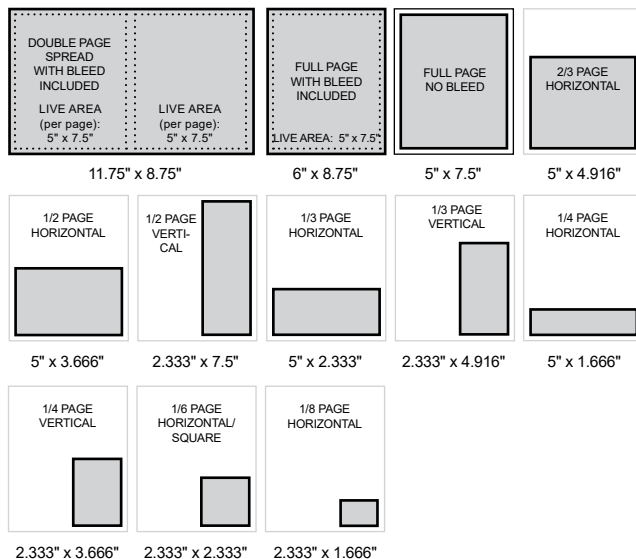 DOUBLE PAGE
SPREAD
WITH BLEED
INCLUDED
LIVE AREA
(per page):
5" x 7.5"
LIVE AREA
(per page):
5" x 7.5"
11.75" x 8.75"
FULL PAGE
WITH BLEED
INCLUDED
LIVE AREA: 5" x 7.5"
6" x 8.75"
FULL PAGE
NO BLEED
5" x 7.5"
2/3 PAGE
HORIZONTAL
5" x 4.916"
1/2 PAGE
HORIZONTAL
5" x 3.666"
1/2 PAGE
VERTI-
CAL
2.333" x 7.5"
1/3 PAGE
HORIZONTAL
5" x 2.333"
1/3 PAGE
VERTICAL
2.333" x 4.916"
1/4 PAGE
HORIZONTAL
5" x 1.666"
1/4 PAGE
VERTICAL
2.333" x 3.666"
1/6 PAGE
HORIZONTAL/
SQUARE
2.333" x 2.333"
1/8 PAGE
HORIZONTAL
2.333" x 1.666"